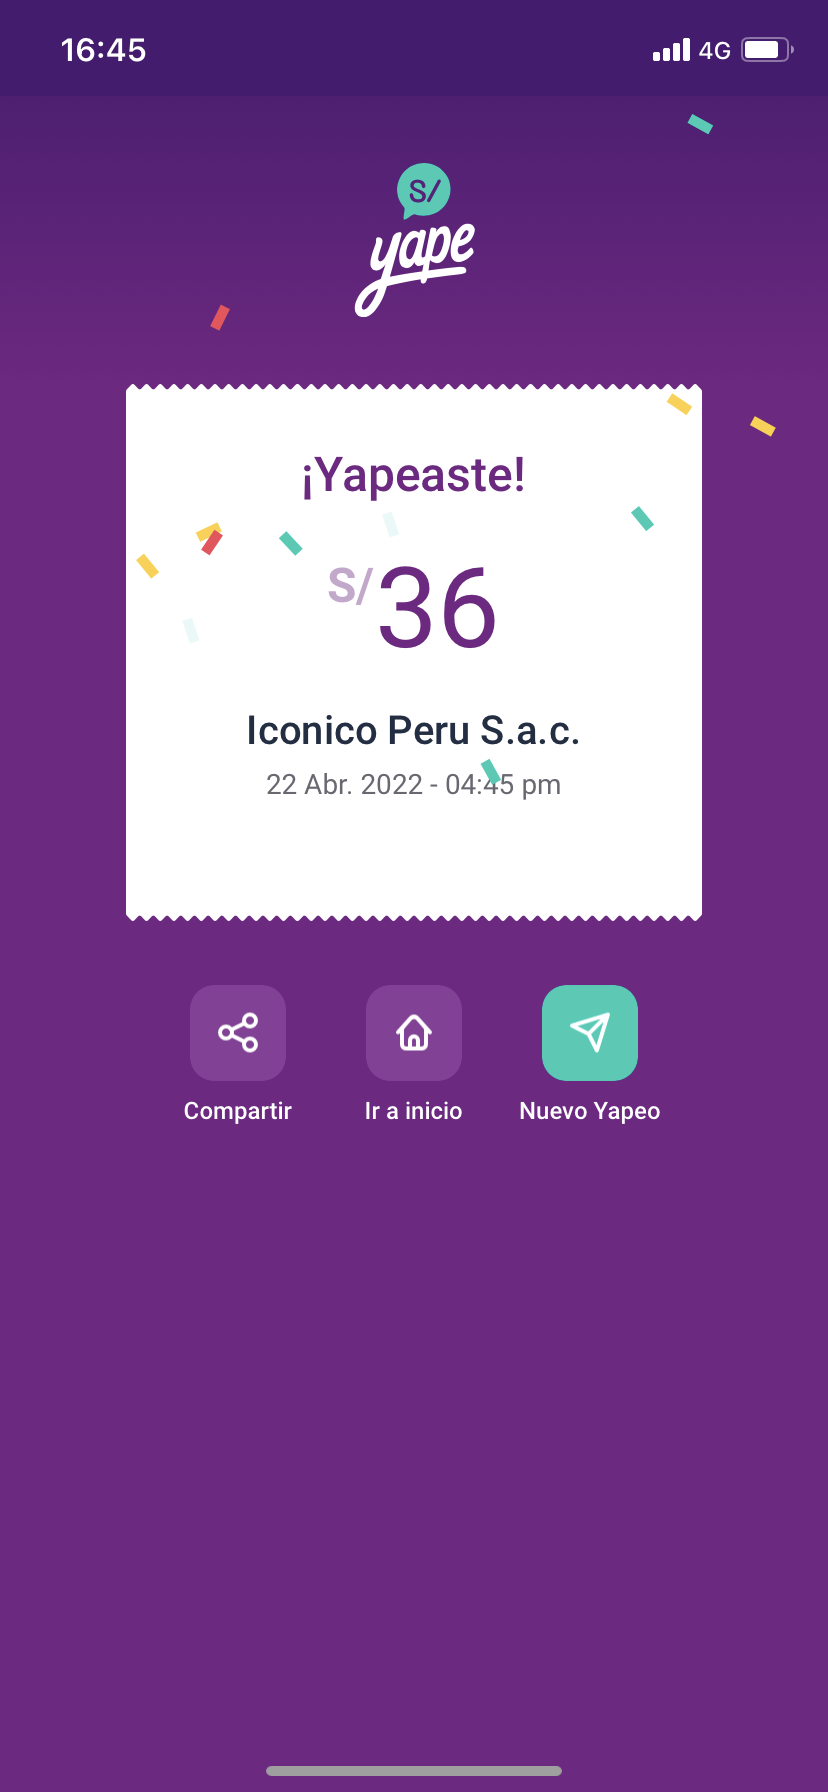 16:45 4G
S/
yape
¡Yapeaste!
S/36
Iconico Peru S.a.c.
22 Abr. 2022 - 04:45 pm
Compartir Ir a inicio Nuevo Yapeo